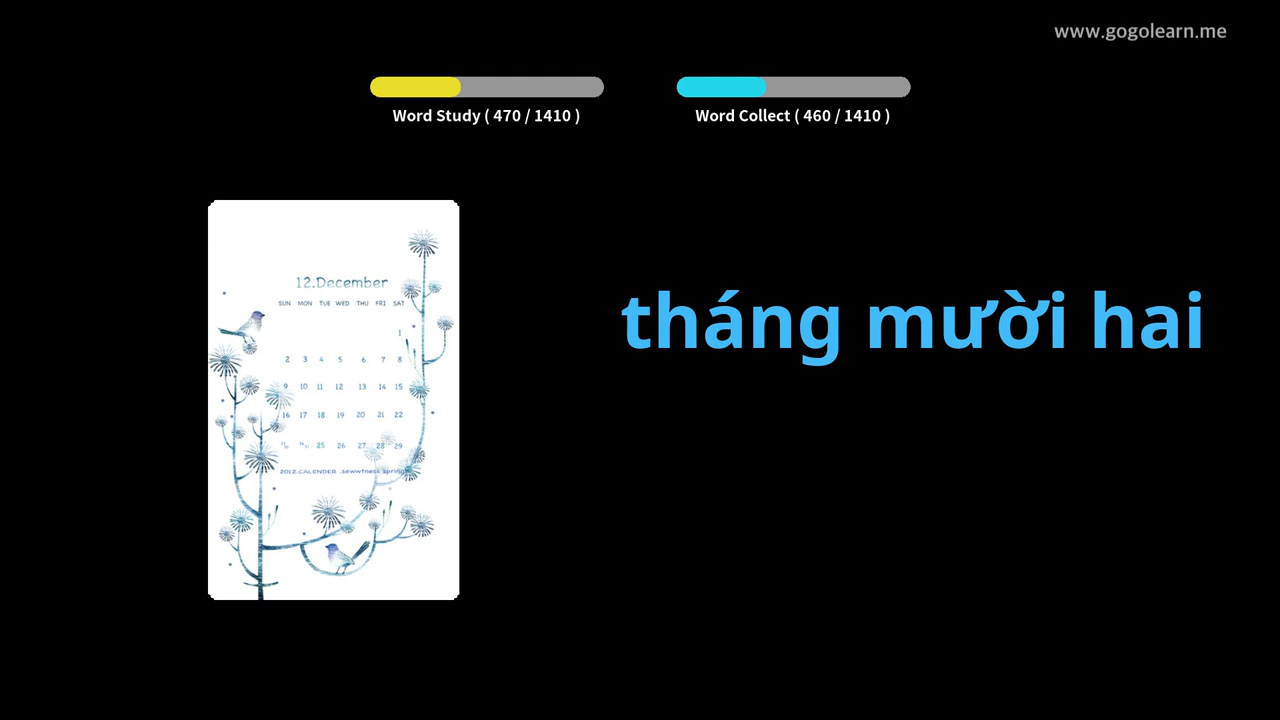 www.gogolearn.me
Word Study ( 470 / 1410 )
Word Collect ( 460 / 1410 )
12.December
SUN MON TUE WED THU FRI SAT
1
2 3 4 5 6 7 8
9 10 11 12 13 14 15
16 17 18 19 20 21 22
25 26 27 28 29
2012.CALENDER
tháng mười hai